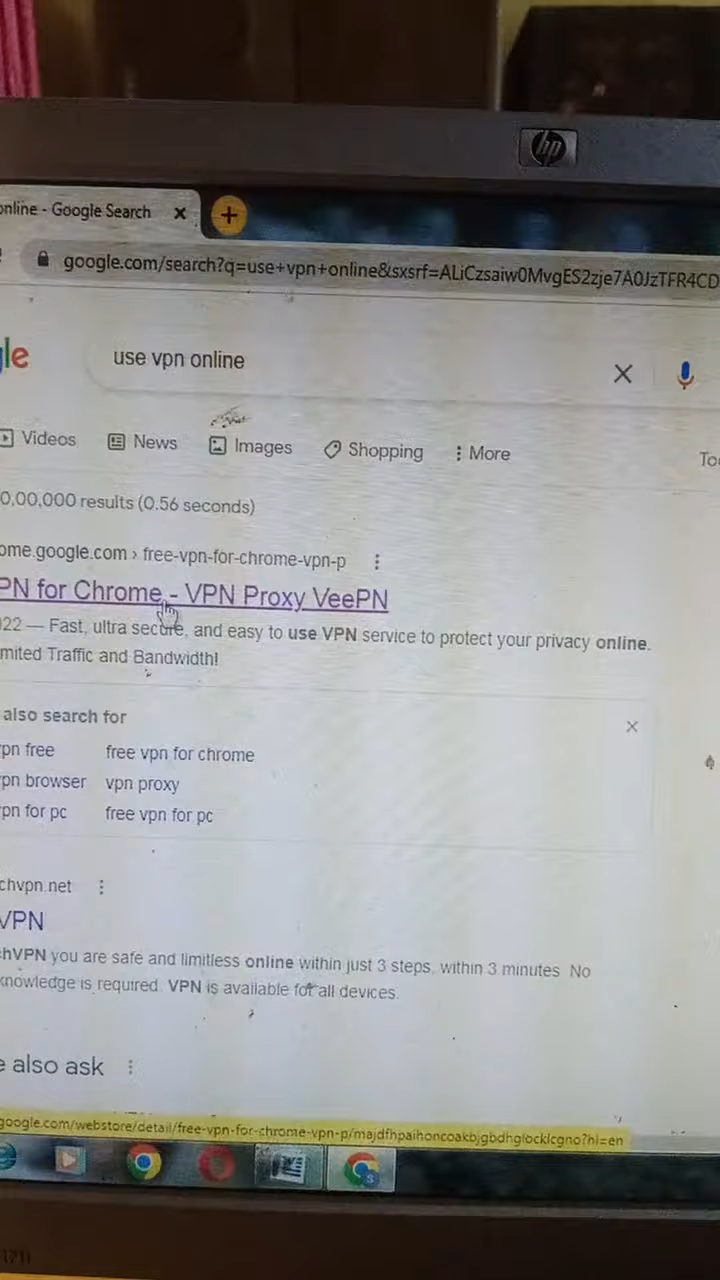 hp
online - Google Search
google.com/search?q=use+vpn+online&sxsrf=ALiCzsaiw0MvgES2zje7A0JzTFR4CD
le
use vpn online
Videos
News
Images
Shopping
More
Too
0,00,000 results (0.56 seconds)
ome.google.com › free-vpn-for-chrome-vpn-p
PN for Chrome - VPN Proxy VeePN
022 — Fast, ultra secure, and easy to use VPN service to protect your privacy online.
mited Traffic and Bandwidth!
also search for
pn free
free vpn for chrome
pn browser
vpn proxy
pn for pc
free vpn for pc
chvpn.net
VPN
hVPN you are safe and limitless online within just 3 steps, within 3 minutes. No
knowledge is required. VPN is available for all devices.
e also ask
google.com/webstore/detail/free-vpn-for-chrome-vpn-p/majdfhpaihoncoakbjgbdhglocklcgno?hl=en